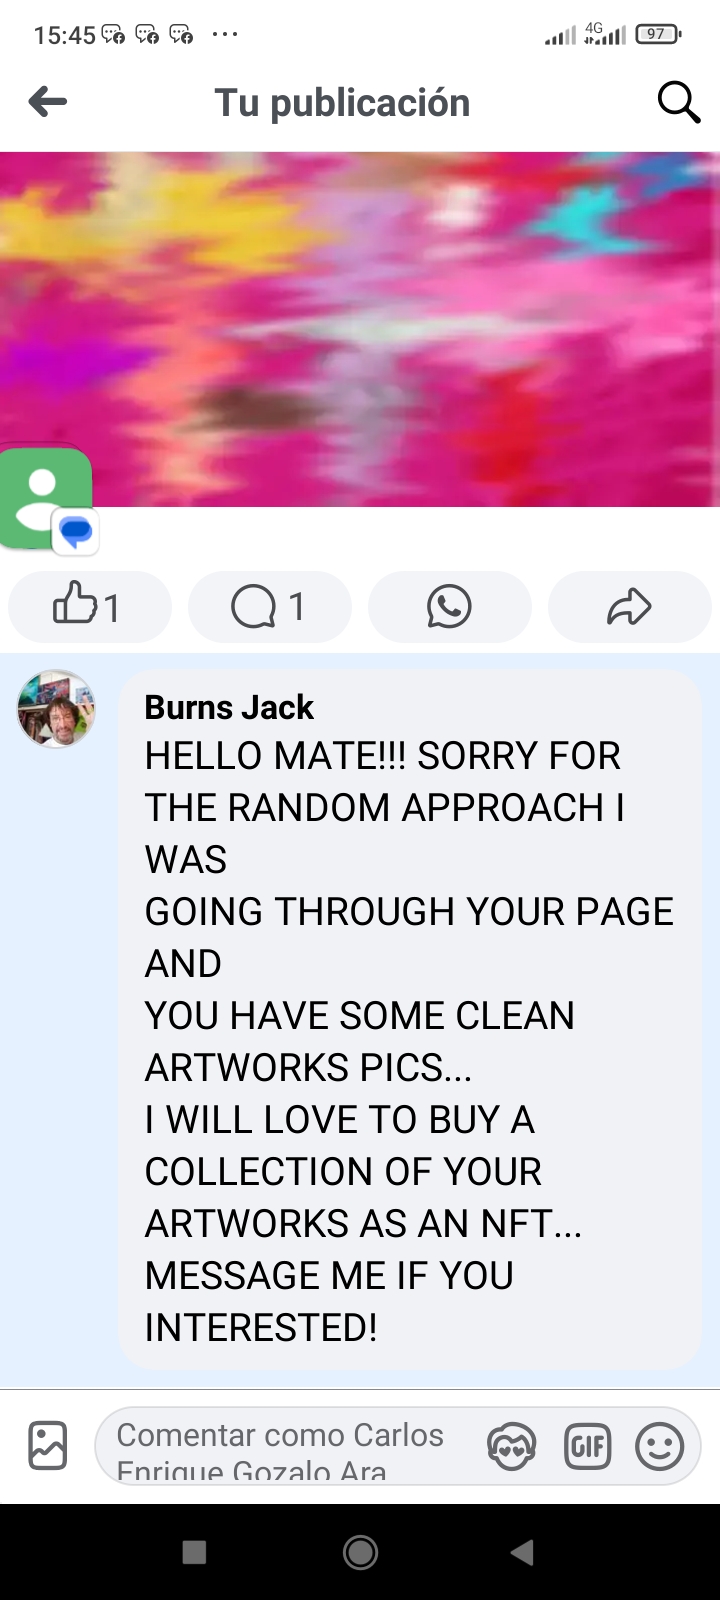 15:45
4G
97
Tu publicación
1
1
Burns Jack
HELLO MATE!!! SORRY FOR
THE RANDOM APPROACH I
WAS
GOING THROUGH YOUR PAGE
AND
YOU HAVE SOME CLEAN
ARTWORKS PICS...
I WILL LOVE TO BUY A
COLLECTION OF YOUR
ARTWORKS AS AN NFT...
MESSAGE ME IF YOU
INTERESTED!
Comentar como Carlos
Enrique Gozalo Ara
GIF